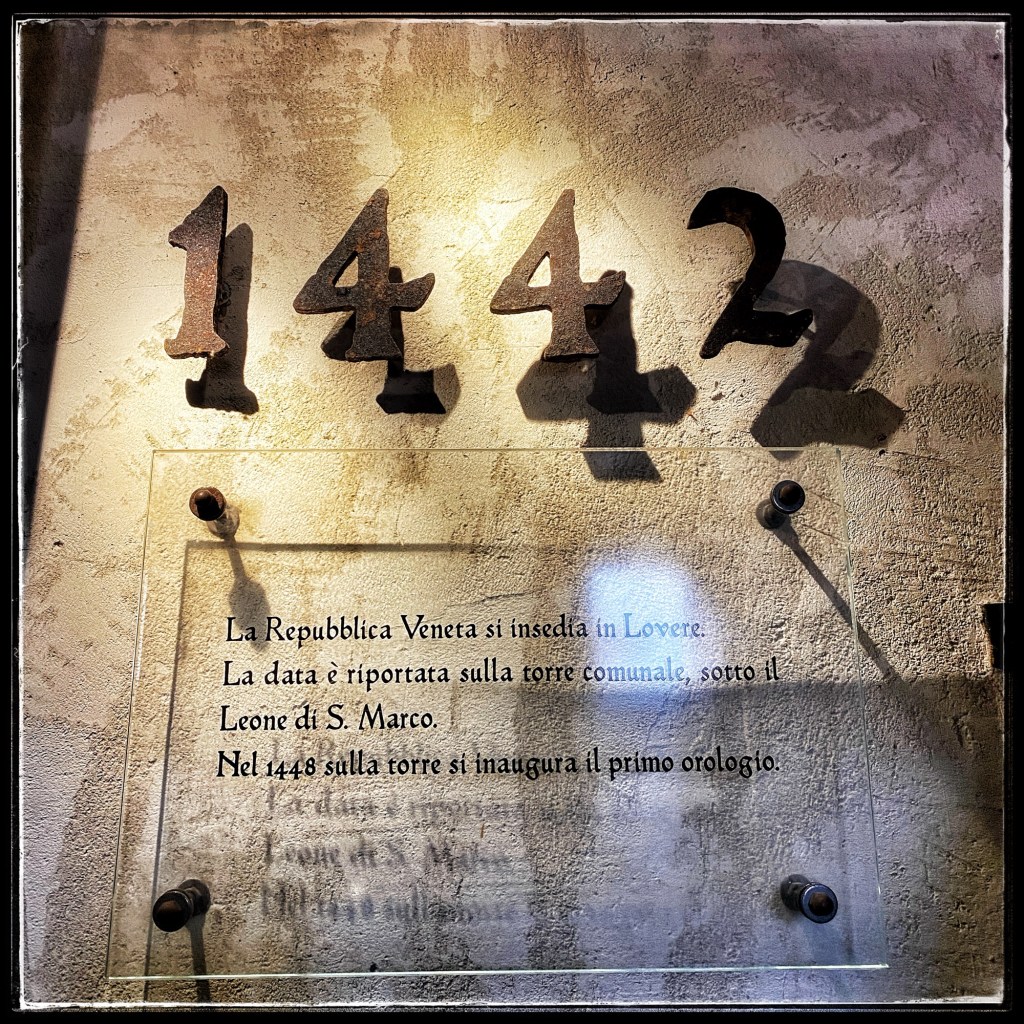 1442
La Repubblica Veneta si insedia in Lovere.
La data è riportata sulla torre comunale, sotto il
Leone di S. Marco.
Nel 1448 sulla torre si inaugura il primo orologio.